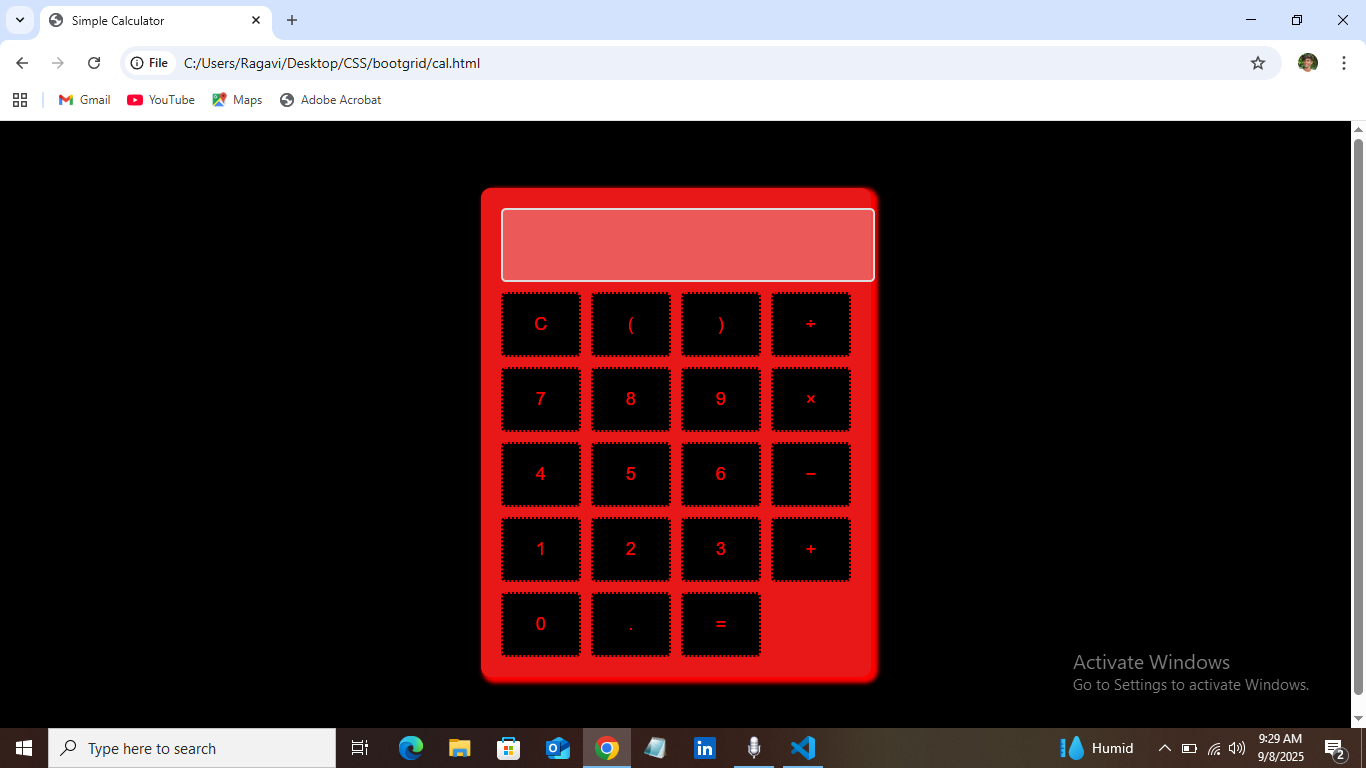 Simple Calculator
File C:/Users/Ragavi/Desktop/CSS/bootgrid/cal.html
Gmail YouTube Maps Adobe Acrobat
C ( ) ÷
7 8 9 ×
4 5 6 −
1 2 3 +
0 . =
Activate Windows
Go to Settings to activate Windows.
Type here to search
Humid
9:29 AM
9/8/2025
2